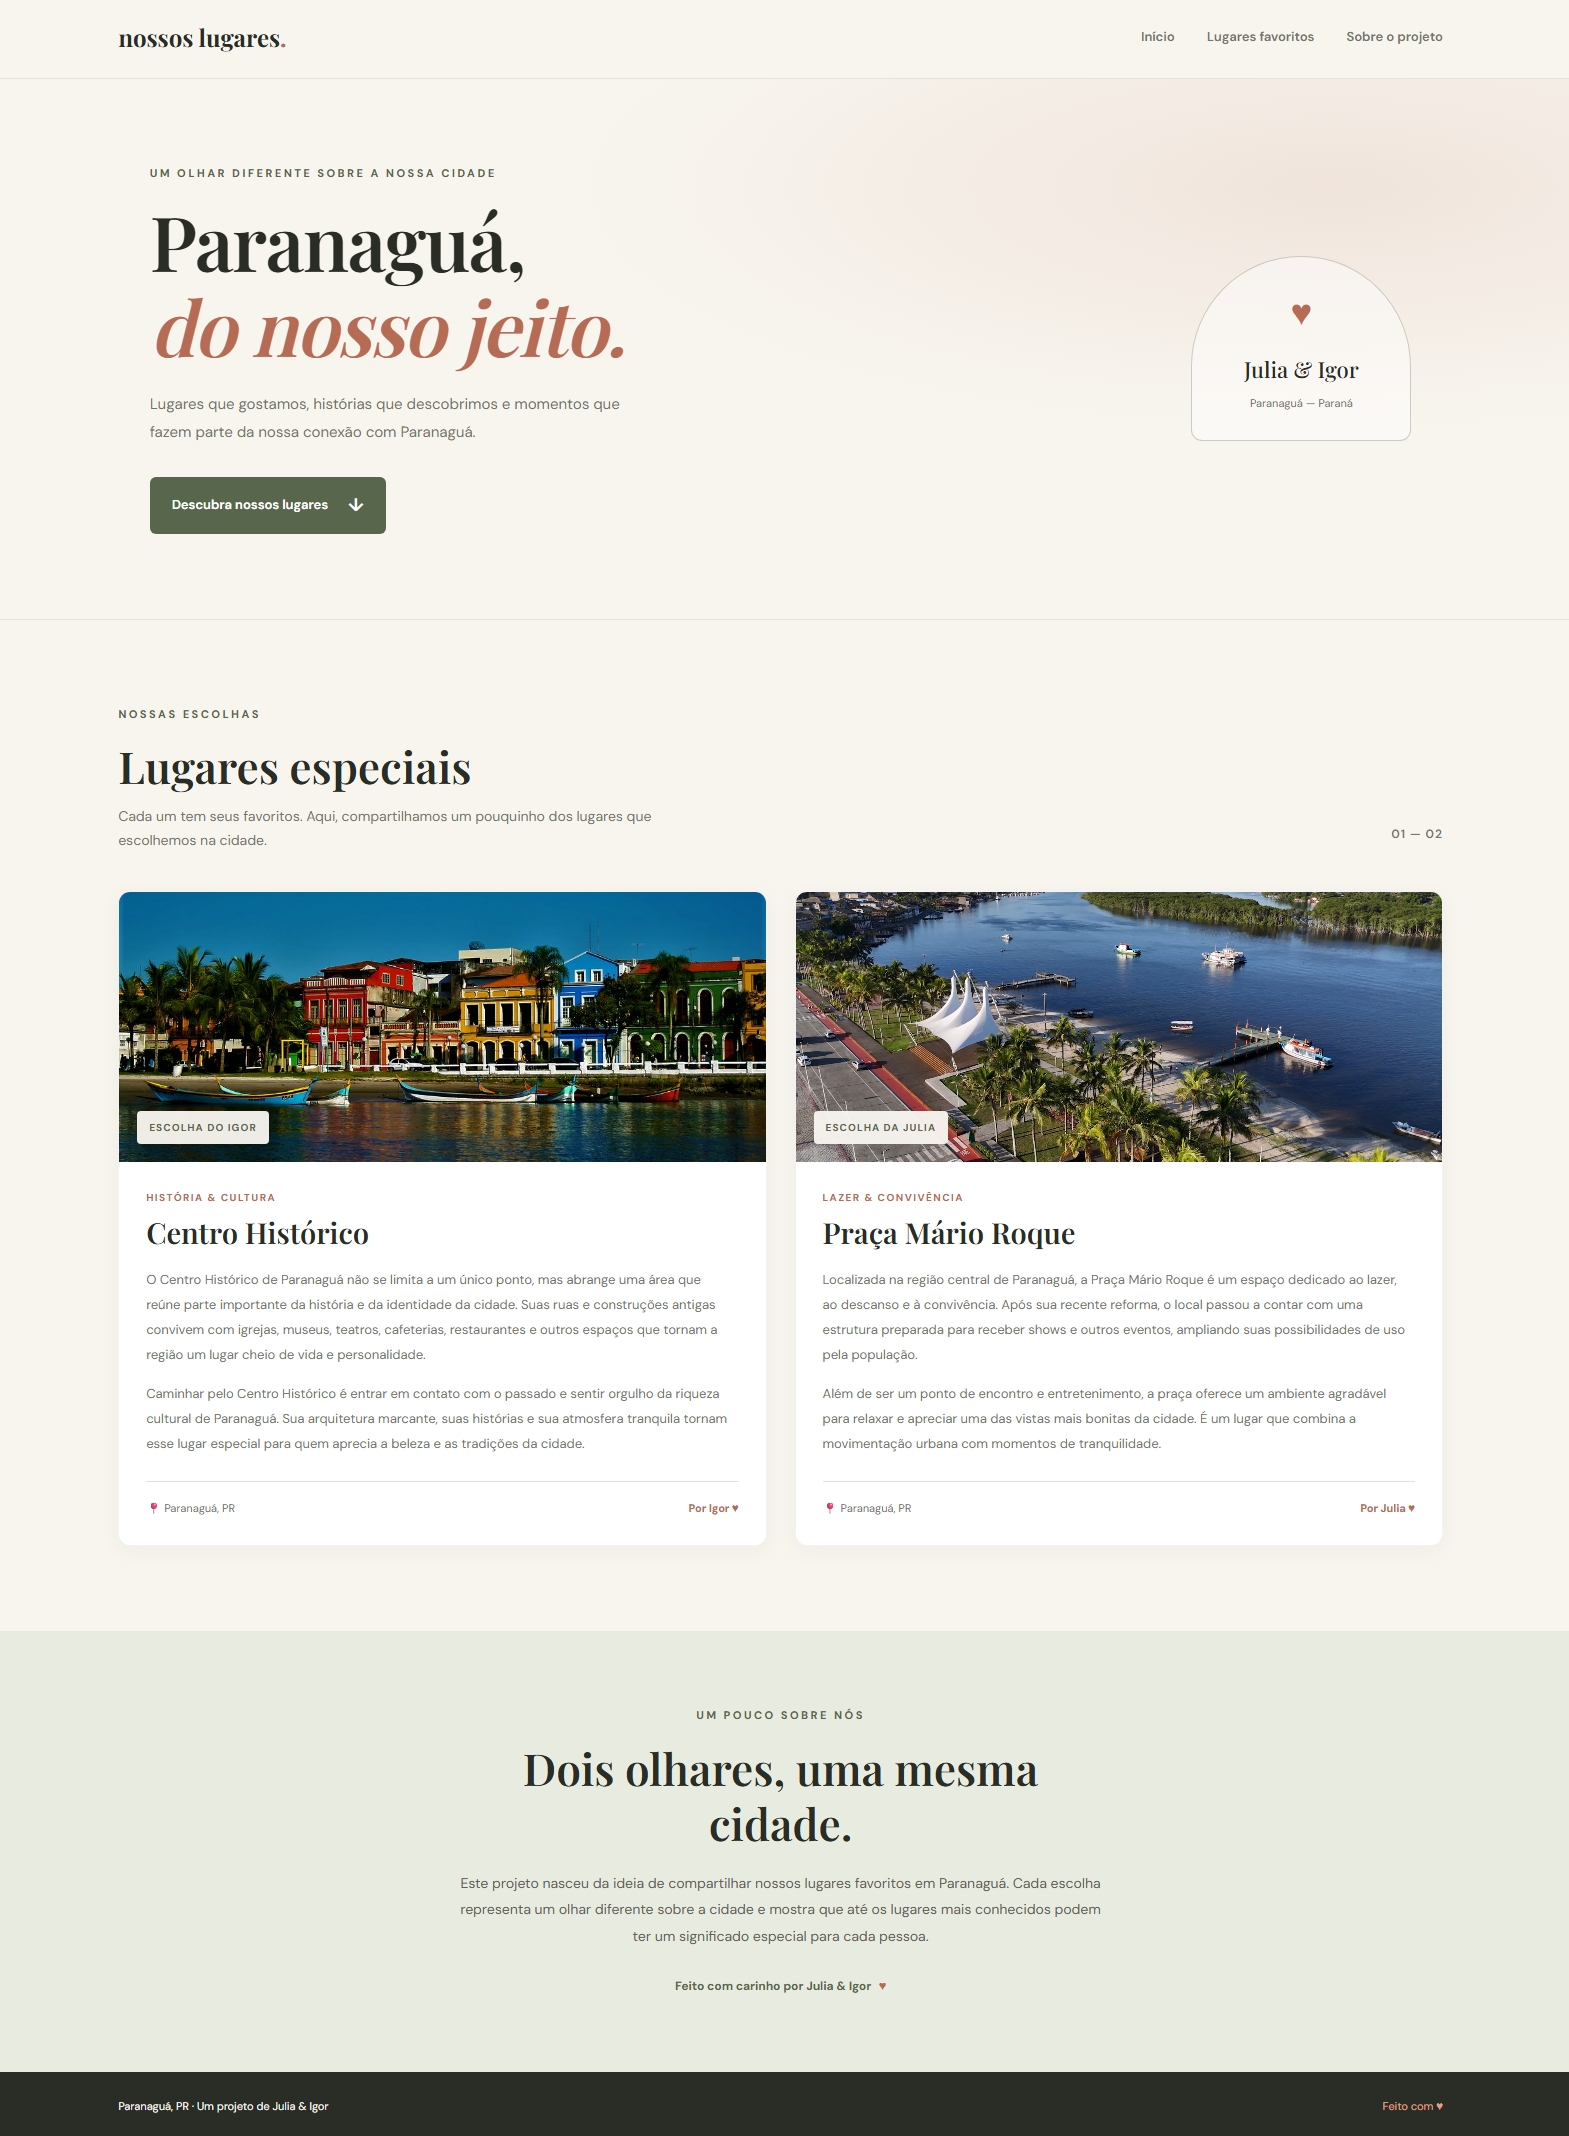 nossos lugares.
Início Lugares favoritos Sobre o projeto
UM OLHAR DIFERENTE SOBRE A NOSSA CIDADE
Paranaguá,
do nosso jeito.
Lugares que gostamos, histórias que descobrimos e momentos que
fazem parte da nossa conexão com Paranaguá.
Descubra nossos lugares ↓
♥
Julia & Igor
Paranaguá — Paraná
NOSSAS ESCOLHAS
Lugares especiais
Cada um tem seus favoritos. Aqui, compartilhamos um pouquinho dos lugares que
escolhemos na cidade.
01 — 02
ESCOLHA DO IGOR
HISTÓRIA & CULTURA
Centro Histórico
O Centro Histórico de Paranaguá não se limita a um único ponto, mas abrange uma área que
reúne parte importante da história e da identidade da cidade. Suas ruas e construções antigas
convivem com igrejas, museus, teatros, cafeterias, restaurantes e outros espaços que tornam a
região um lugar cheio de vida e personalidade.
Caminhar pelo Centro Histórico é entrar em contato com o passado e sentir orgulho da riqueza
cultural de Paranaguá. Sua arquitetura marcante, suas histórias e sua atmosfera tranquila tornam
esse lugar especial para quem aprecia a beleza e as tradições da cidade.
📍 Paranaguá, PR
Por Igor ♥
ESCOLHA DA JULIA
LAZER & CONVIVÊNCIA
Praça Mário Roque
Localizada na região central de Paranaguá, a Praça Mário Roque é um espaço dedicado ao lazer,
ao descanso e à convivência. Após sua recente reforma, o local passou a contar com uma
estrutura preparada para receber shows e outros eventos, ampliando suas possibilidades de uso
pela população.
Além de ser um ponto de encontro e entretenimento, a praça oferece um ambiente agradável
para relaxar e apreciar uma das vistas mais bonitas da cidade. É um lugar que combina a
movimentação urbana com momentos de tranquilidade.
📍 Paranaguá, PR
Por Julia ♥
UM POUCO SOBRE NÓS
Dois olhares, uma mesma
cidade.
Este projeto nasceu da ideia de compartilhar nossos lugares favoritos em Paranaguá. Cada escolha
representa um olhar diferente sobre a cidade e mostra que até os lugares mais conhecidos podem
ter um significado especial para cada pessoa.
Feito com carinho por Julia & Igor ♥
Paranaguá, PR · Um projeto de Julia & Igor
Feito com ♥